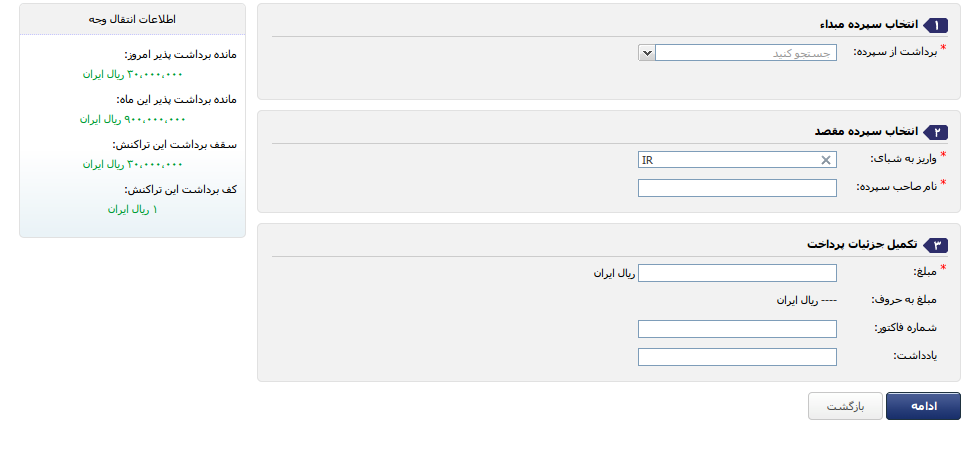 ۱ انتخاب سپرده مبداء
* برداشت از سپرده: جستجو کنید
۲ انتخاب سپرده مقصد
* واریز به شبای: IR
* نام صاحب سپرده:
۳ تکمیل جزئیات پرداخت
* مبلغ: ریال ایران
مبلغ به حروف: ---- ریال ایران
شماره فاکتور:
یادداشت:
ادامه بازگشت
اطلاعات انتقال وجه
مانده برداشت پذیر امروز:
۳۰,۰۰۰,۰۰۰ ریال ایران
مانده برداشت پذیر این ماه:
۹۰۰,۰۰۰,۰۰۰ ریال ایران
سقف برداشت این تراکنش:
۳۰,۰۰۰,۰۰۰ ریال ایران
کف برداشت این تراکنش:
۱ ریال ایران